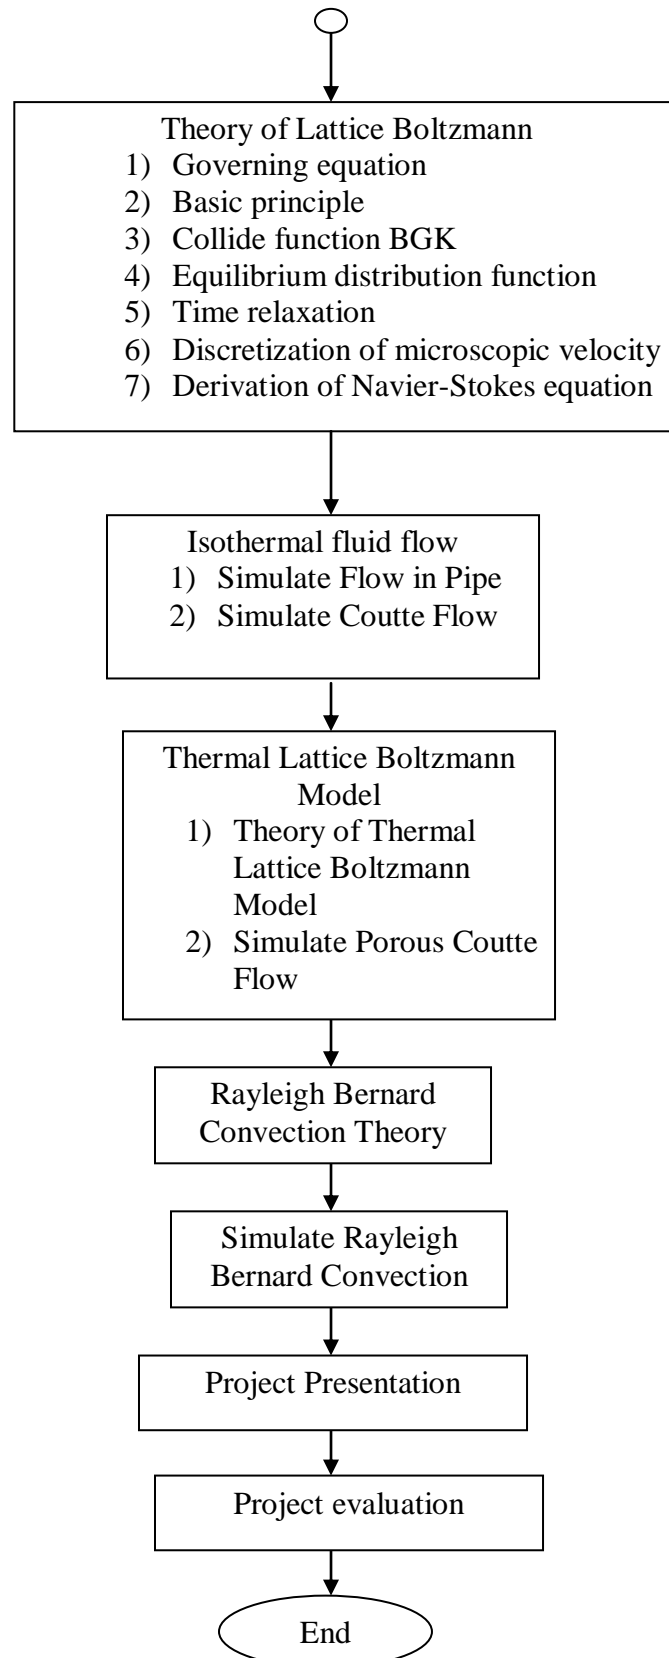 Theory of Lattice Boltzmann
1) Governing equation
2) Basic principle
3) Collide function BGK
4) Equilibrium distribution function
5) Time relaxation
6) Discretization of microscopic velocity
7) Derivation of Navier-Stokes equation
Isothermal fluid flow
1) Simulate Flow in Pipe
2) Simulate Coutte Flow
Thermal Lattice Boltzmann
Model
1) Theory of Thermal
Lattice Boltzmann
Model
2) Simulate Porous Coutte
Flow
Rayleigh Bernard
Convection Theory
Simulate Rayleigh
Bernard Convection
Project Presentation
Project evaluation
End